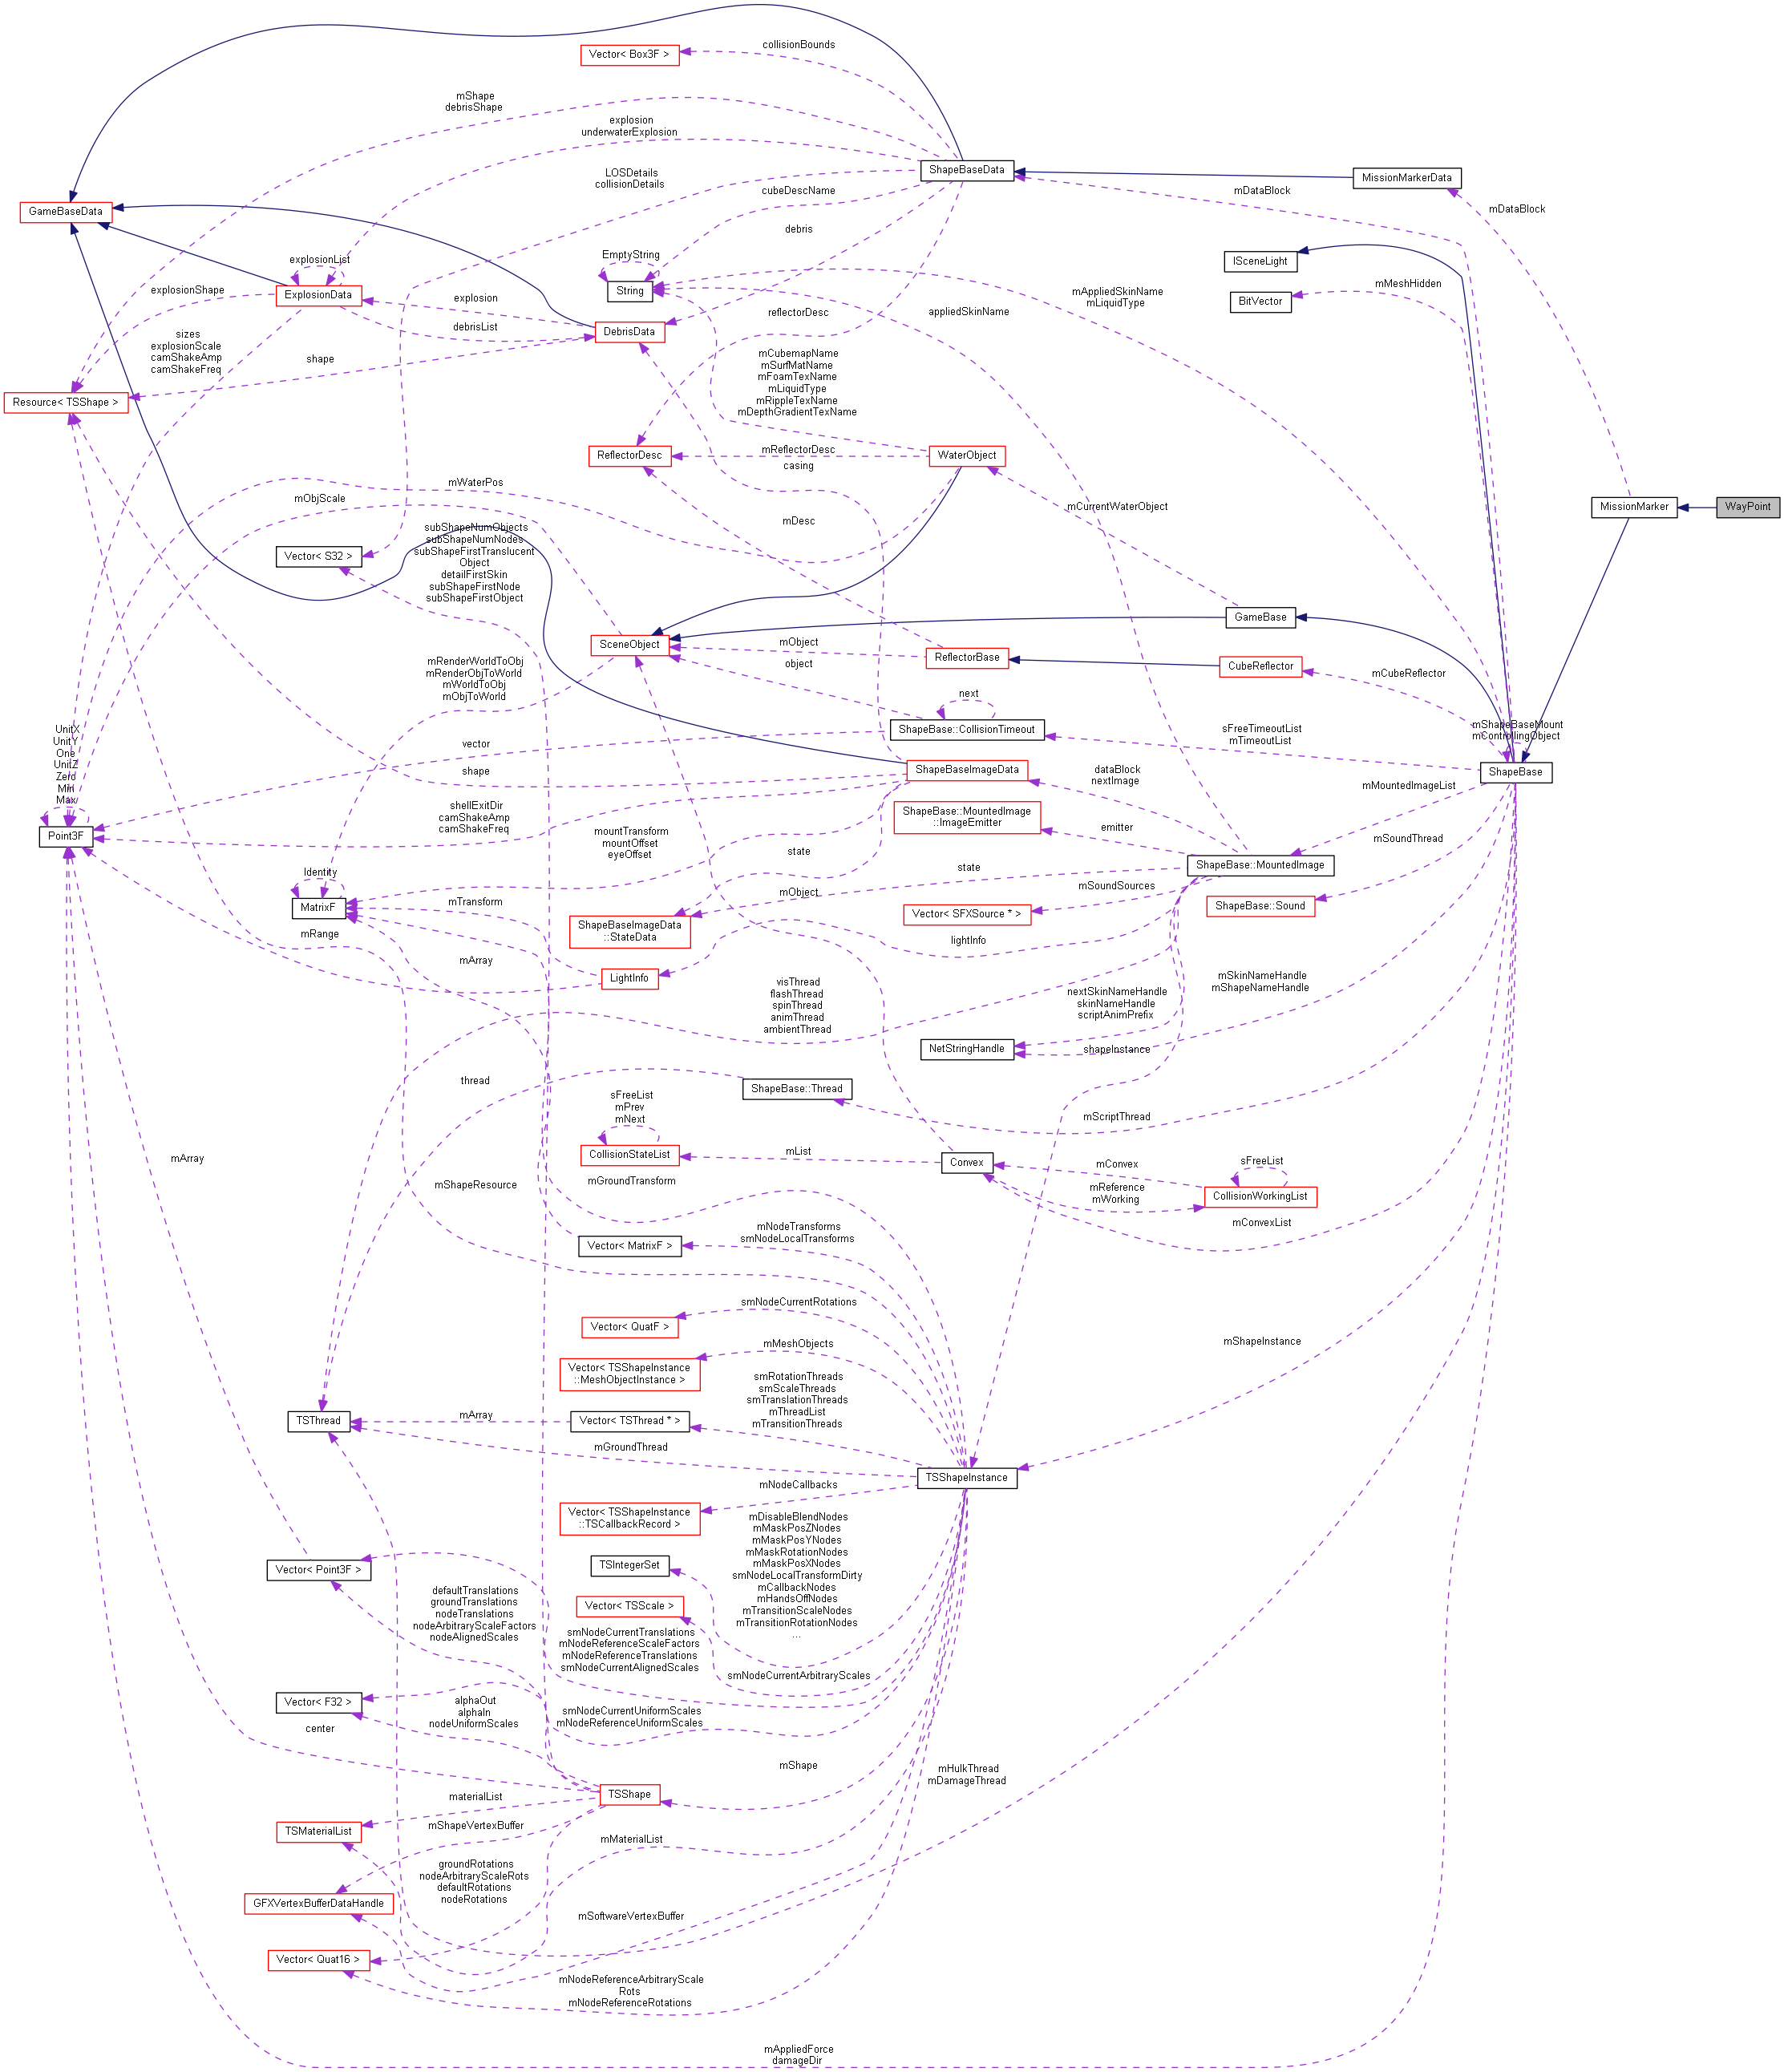 collisionBounds
Vector< Box3F >
mShape
debrisShape
explosion
underwaterExplosion
LOSDetails
collisionDetails
cubeDescName
ShapeBaseData
MissionMarkerData
mDataBlock
mDataBlock
GameBaseData
debris
explosionList
EmptyString
ISceneLight
ExplosionData
explosionShape
String
mMeshHidden
BitVector
mAppliedSkinName
mLiquidType
explosion
debrisList
DebrisData
reflectorDesc
appliedSkinName
sizes
explosionScale
camShakeAmp
camShakeFreq
shape
mCubemapName
mSurfMatName
mFoamTexName
mLiquidType
mRippleTexName
mDepthGradientTexName
Resource< TSShape >
ReflectorDesc
mReflectorDesc
casing
WaterObject
mWaterPos
mObjScale
mDesc
mCurrentWaterObject
MissionMarker
WayPoint
subShapeNumObjects
subShapeNumNodes
subShapeFirstTranslucent
Object
detailFirstSkin
subShapeFirstNode
subShapeFirstObject
Vector< S32 >
GameBase
SceneObject
mObject
object
ReflectorBase
CubeReflector
mCubeReflector
mRenderWorldToObj
mRenderObjToWorld
mWorldToObj
mObjToWorld
next
ShapeBase::CollisionTimeout
sFreeTimeoutList
mTimeoutList
mShapeBaseMount
mControllingObject
UnitX
UnitY
One
UnitZ
Zero
Min
Max
vector
shape
ShapeBaseImageData
dataBlock
nextImage
ShapeBase
mMountedImageList
shellExitDir
camShakeAmp
camShakeFreq
ShapeBase::MountedImage
::ImageEmitter
emitter
mSoundThread
Point3F
mountTransform
mountOffset
eyeOffset
state
ShapeBase::MountedImage
state
Identity
MatrixF
mTransform
mObject
mSoundSources
ShapeBase::Sound
ShapeBaseImageData
::StateData
Vector< SFXSource * >
mRange
mArray
LightInfo
lightInfo
visThread
flashThread
spinThread
animThread
ambientThread
nextSkinNameHandle
skinNameHandle
scriptAnimPrefix
mSkinNameHandle
mShapeNameHandle
NetStringHandle
shapeInstance
thread
ShapeBase::Thread
sFreeList
mPrev
mNext
mScriptThread
mArray
CollisionStateList
mList
Convex
mConvex
sFreeList
mShapeResource
mGroundTransform
mReference
mWorking
CollisionWorkingList
mConvexList
Vector< MatrixF >
mNodeTransforms
smNodeLocalTransforms
smNodeCurrentRotations
Vector< QuatF >
mMeshObjects
mShapeInstance
Vector< TSShapeInstance
::MeshObjectInstance >
smRotationThreads
smScaleThreads
smTranslationThreads
mThreadList
mTransitionThreads
TSThread
mArray
Vector< TSThread * >
mGroundThread
TSShapeInstance
mNodeCallbacks
Vector< TSShapeInstance
::TSCallbackRecord >
mDisableBlendNodes
mMaskPosZNodes
mMaskPosYNodes
mMaskRotationNodes
mMaskPosXNodes
smNodeLocalTransformDirty
mCallbackNodes
mHandsOffNodes
mTransitionScaleNodes
mTransitionRotationNodes
...
TSIntegerSet
Vector< Point3F >
Vector< TSScale >
defaultTranslations
groundTranslations
nodeTranslations
nodeArbitraryScaleFactors
nodeAlignedScales
smNodeCurrentTranslations
mNodeReferenceScaleFactors
mNodeReferenceTranslations
smNodeCurrentAlignedScales
smNodeCurrentArbitraryScales
Vector< F32 >
center
alphaOut
alphaIn
nodeUniformScales
smNodeCurrentUniformScales
mNodeReferenceUniformScales
mShape
mHulkThread
mDamageThread
TSShape
materialList
TSMaterialList
mShapeVertexBuffer
mMaterialList
groundRotations
nodeArbitraryScaleRots
defaultRotations
nodeRotations
GFXVertexBufferDataHandle
mSoftwareVertexBuffer
Vector< Quat16 >
mNodeReferenceArbitraryScale
Rots
mNodeReferenceRotations
mAppliedForce
damageDir